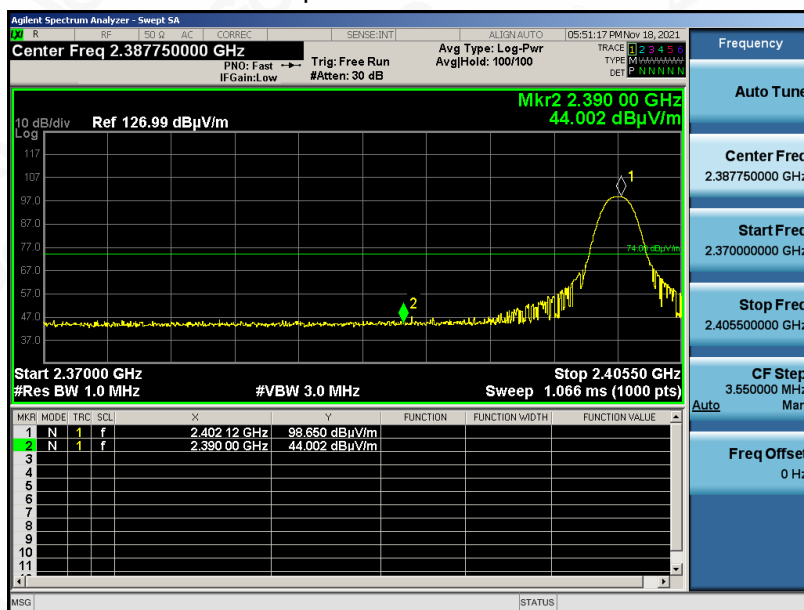 Agilent Spectrum Analyzer - Swept SA
LXI R RF 50 Ω AC CORREC SENSE:INT ALIGN AUTO 05:51:17 PM Nov 18, 2021
Center Freq 2.387750000 GHz
PNO: Fast
IFGain:Low
Trig: Free Run
#Atten: 30 dB
Avg Type: Log-Pwr
Avg|Hold: 100/100
TRACE 1 2 3 4 5 6
TYPE M W W W W W
DET P N N N N N
Mkr2 2.390 00 GHz
44.002 dBµV/m
10 dB/div Ref 126.99 dBµV/m
Log
117
107
97.0
87.0
77.0
67.0
57.0
47.0
37.0
1
2
74.00 dBµV/m
Start 2.37000 GHz Stop 2.40550 GHz
#Res BW 1.0 MHz #VBW 3.0 MHz Sweep 1.066 ms (1000 pts)
MKR MODE TRC SCL X Y FUNCTION FUNCTION WIDTH FUNCTION VALUE
1 N 1 f 2.402 12 GHz 98.650 dBµV/m
2 N 1 f 2.390 00 GHz 44.002 dBµV/m
3
4
5
6
7
8
9
10
11
MSG STATUS
Frequency
Auto Tune
Center Freq
2.387750000 GHz
Start Freq
2.370000000 GHz
Stop Freq
2.405500000 GHz
CF Step
3.550000 MHz
Auto Man
Freq Offset
0 Hz